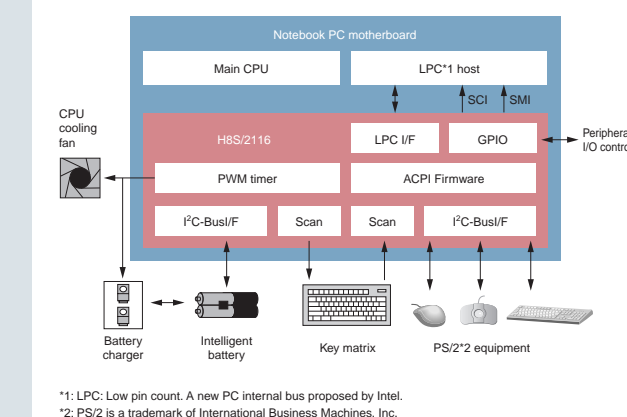 Notebook PC motherboard
Main CPU
LPC*1 host
SCI
SMI
CPU
cooling
fan
H8S/2116
LPC I/F
GPIO
Peripheral
I/O contro
PWM timer
ACPI Firmware
I²C-BusI/F
Scan
Scan
I²C-BusI/F
Battery
charger
Intelligent
battery
Key matrix
PS/2*2 equipment
*1: LPC: Low pin count. A new PC internal bus proposed by Intel.
*2: PS/2 is a trademark of International Business Machines, Inc.